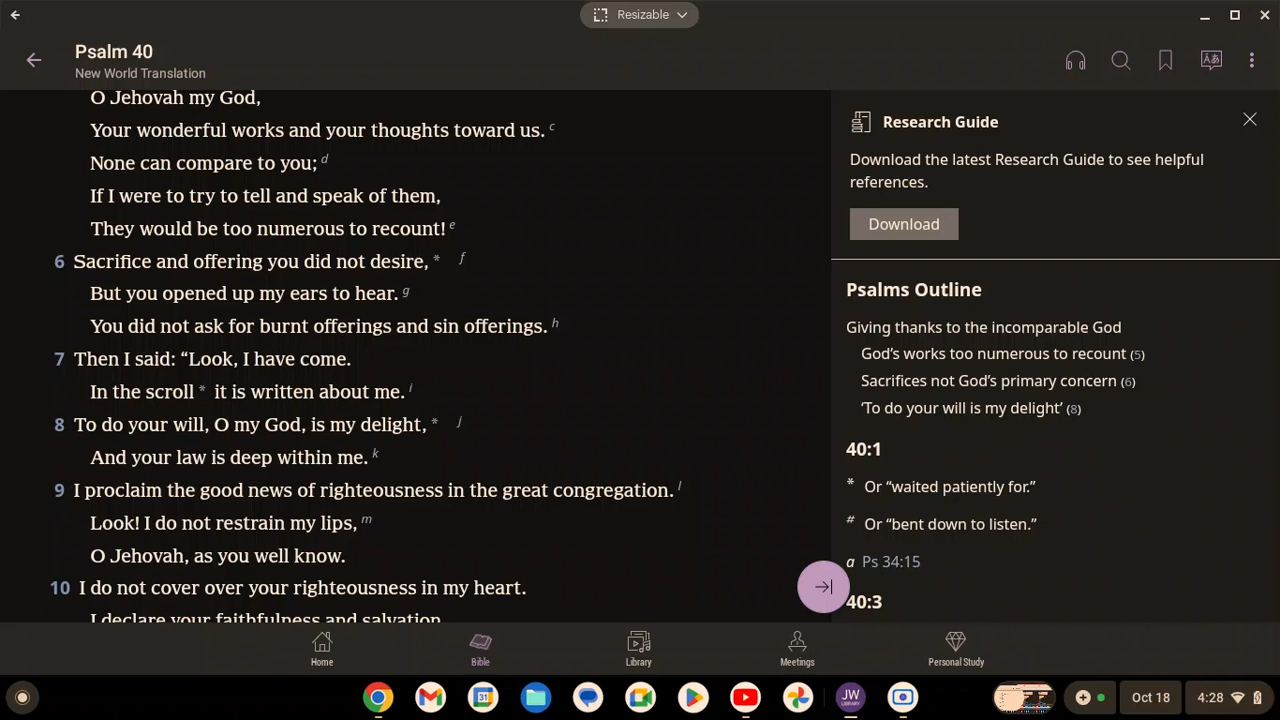 Resizable
Psalm 40
New World Translation
O Jehovah my God,
Your wonderful works and your thoughts toward us. c
None can compare to you; d
If I were to try to tell and speak of them,
They would be too numerous to recount! e
6 Sacrifice and offering you did not desire, * f
But you opened up my ears to hear. g
You did not ask for burnt offerings and sin offerings. h
7 Then I said: “Look, I have come.
In the scroll * it is written about me. i
8 To do your will, O my God, is my delight, * j
And your law is deep within me. k
9 I proclaim the good news of righteousness in the great congregation. l
Look! I do not restrain my lips, m
O Jehovah, as you well know.
10 I do not cover over your righteousness in my heart.
I declare your faithfulness and salvation
Research Guide
Download the latest Research Guide to see helpful
references.
Download
Psalms Outline
Giving thanks to the incomparable God
God’s works too numerous to recount (5)
Sacrifices not God’s primary concern (6)
‘To do your will is my delight’ (8)
40:1
* Or “waited patiently for.”
# Or “bent down to listen.”
a Ps 34:15
40:3
Home
Bible
Library
Meetings
Personal Study
31
JW
LIBRARY
Oct 18
4:28